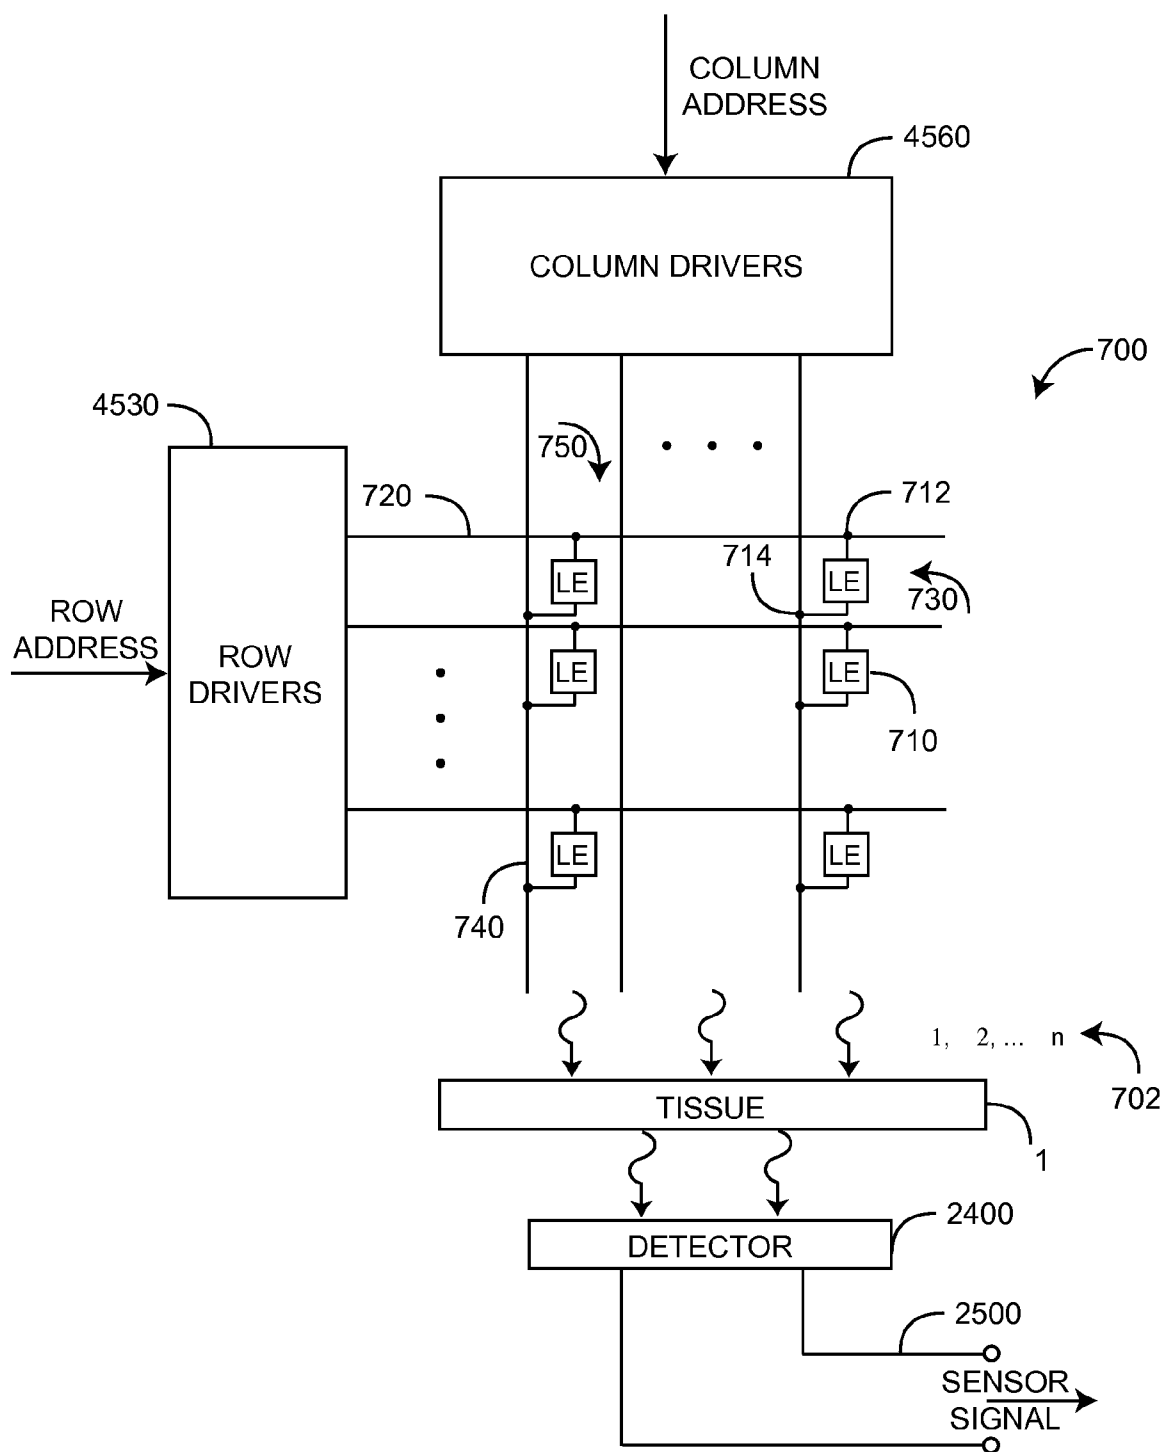 COLUMN
ADDRESS
4560
COLUMN DRIVERS
700
4530
750
720
712
714
LE
LE
730
ROW
ADDRESS
ROW
DRIVERS
LE
LE
710
LE
LE
740
1, 2, ... n
702
TISSUE
1
2400
DETECTOR
2500
SENSOR
SIGNAL